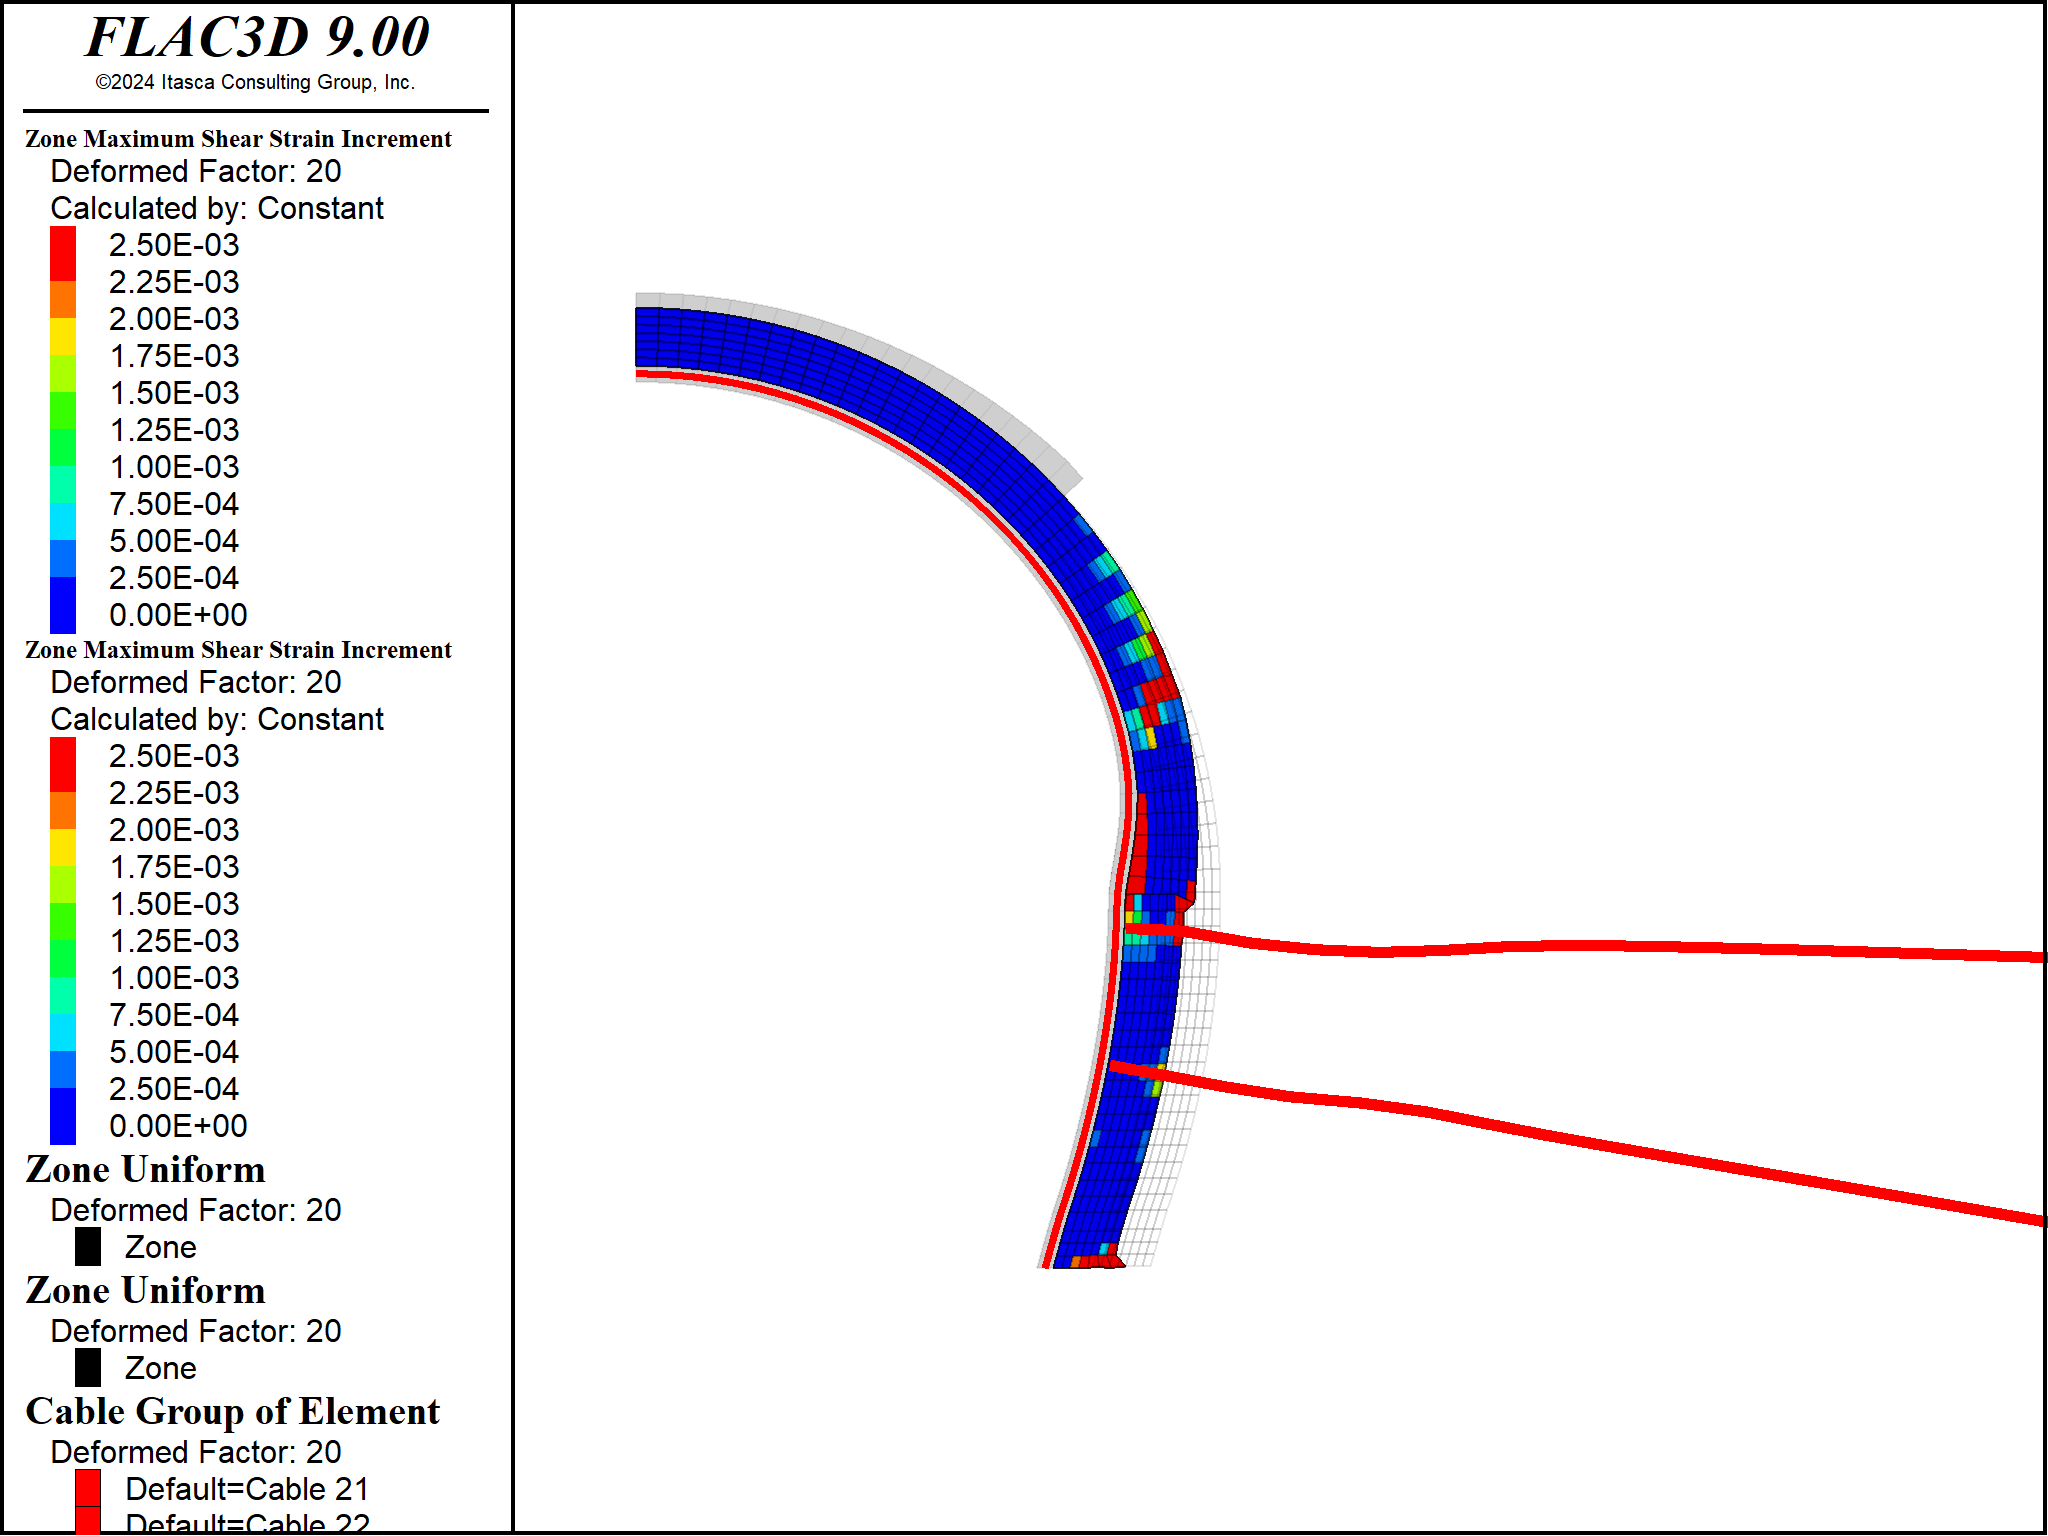 FLAC3D 9.00
©2024 Itasca Consulting Group, Inc.
Zone Maximum Shear Strain Increment
Deformed Factor: 20
Calculated by: Constant
2.50E-03
2.25E-03
2.00E-03
1.75E-03
1.50E-03
1.25E-03
1.00E-03
7.50E-04
5.00E-04
2.50E-04
0.00E+00
Zone Maximum Shear Strain Increment
Deformed Factor: 20
Calculated by: Constant
2.50E-03
2.25E-03
2.00E-03
1.75E-03
1.50E-03
1.25E-03
1.00E-03
7.50E-04
5.00E-04
2.50E-04
0.00E+00
Zone Uniform
Deformed Factor: 20
Zone
Zone Uniform
Deformed Factor: 20
Zone
Cable Group of Element
Deformed Factor: 20
Default=Cable 21
Default=Cable 22